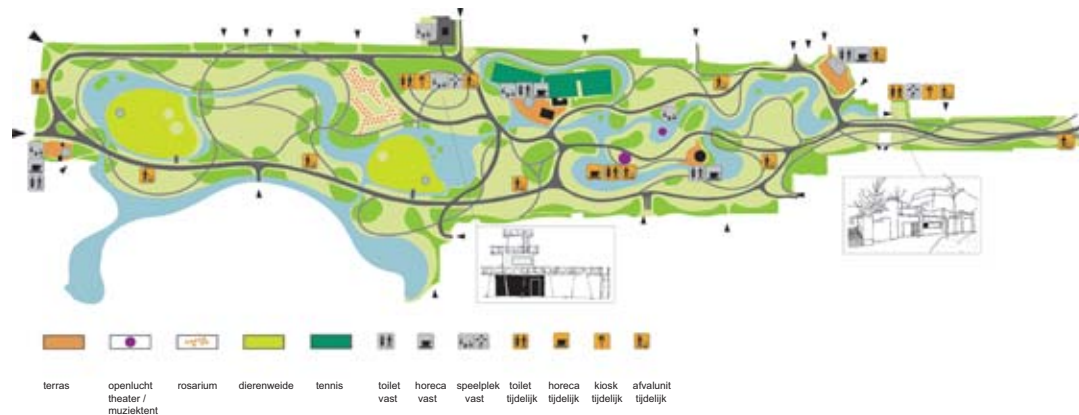 terras
openlucht
theater /
muziektent
rosarium
dierenweide
tennis
toilet
vast
horeca
vast
speelplek
vast
toilet
tijdelijk
horeca
tijdelijk
kiosk
tijdelijk
afvalunit
tijdelijk